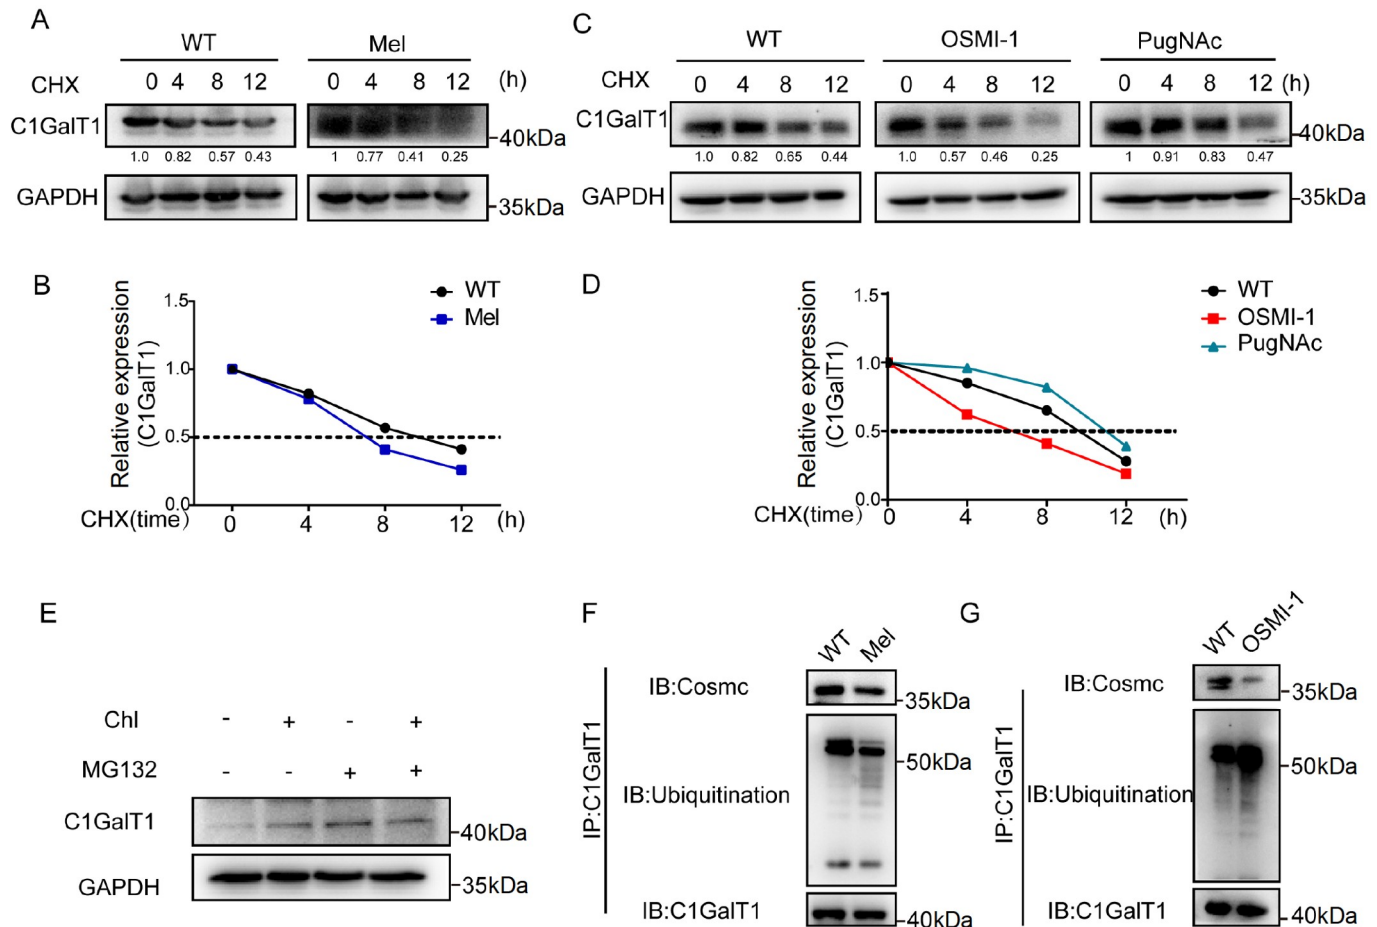 A
WT Mel
CHX 0 4 8 12 0 4 8 12 (h)
C1GalT1 40kDa
1.0 0.82 0.57 0.43 1 0.77 0.41 0.25
GAPDH 35kDa
C
WT OSMI-1 PugNAc
CHX 0 4 8 12 0 4 8 12 0 4 8 12 (h)
C1GalT1 40kDa
1.0 0.82 0.65 0.44 1.0 0.57 0.46 0.25 1 0.91 0.83 0.47
GAPDH 35kDa
B
Relative expression
(C1GalT1)
1.5
1.0
0.5
0.0
WT
Mel
CHX(time) 0 4 8 12 (h)
D
Relative expression
(C1GalT1)
1.5
1.0
0.5
0.0
WT
OSMI-1
PugNAc
CHX(time) 0 4 8 12 (h)
E
Chl - + - +
MG132 - - + +
C1GalT1 40kDa
GAPDH 35kDa
F
WT Mel
IP:C1GalT1
IB:Cosmc 35kDa
IB:Ubiquitination 50kDa
IB:C1GalT1 40kDa
G
WT OSMI-1
IP:C1GalT1
IB:Cosmc 35kDa
IB:Ubiquitination 50kDa
IB:C1GalT1 40kDa